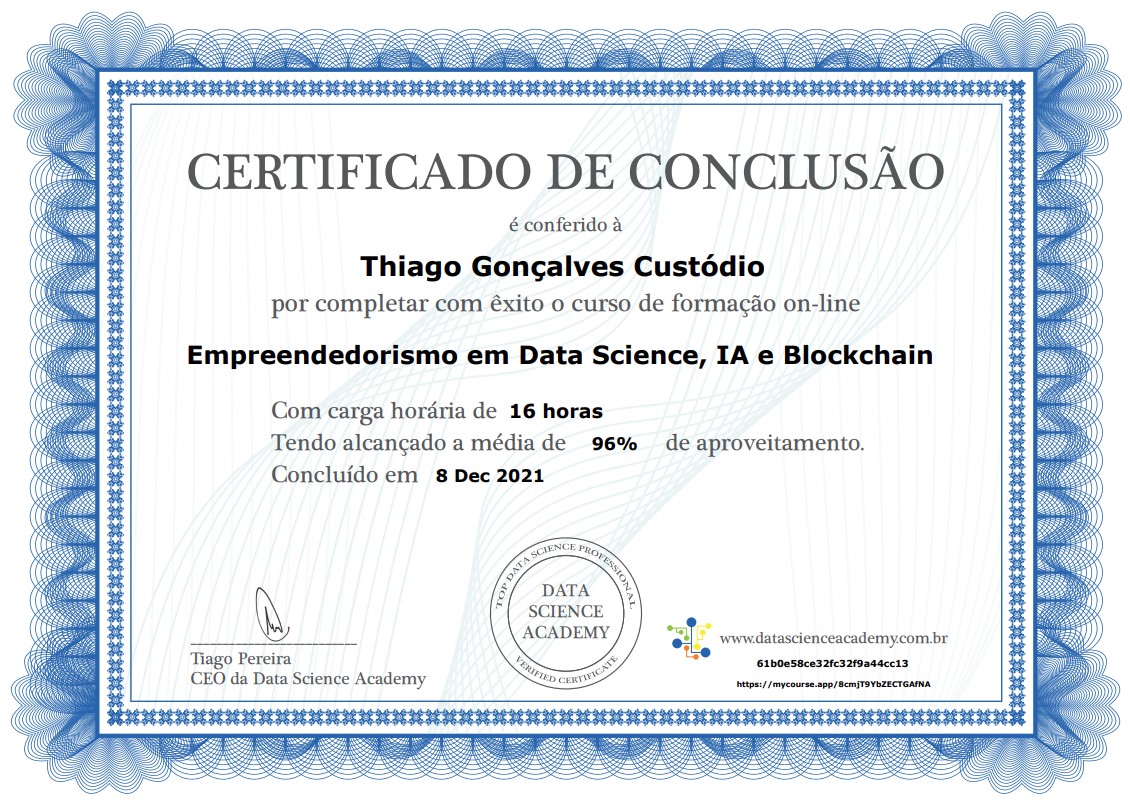 CERTIFICADO DE CONCLUSÃO
é conferido à
Thiago Gonçalves Custódio
por completar com êxito o curso de formação on-line
Empreendedorismo em Data Science, IA e Blockchain
Com carga horária de 16 horas
Tendo alcançado a média de 96% de aproveitamento.
Concluído em 8 Dec 2021
TOP DATA SCIENCE PROFESSIONAL
DATA
SCIENCE
ACADEMY
VERIFIED CERTIFICATE
Tiago Pereira
CEO da Data Science Academy
www.datascienceacademy.com.br
61b0e58ce32fc32f9a44cc13
https://mycourse.app/8cmjT9YbZECTGAfNA